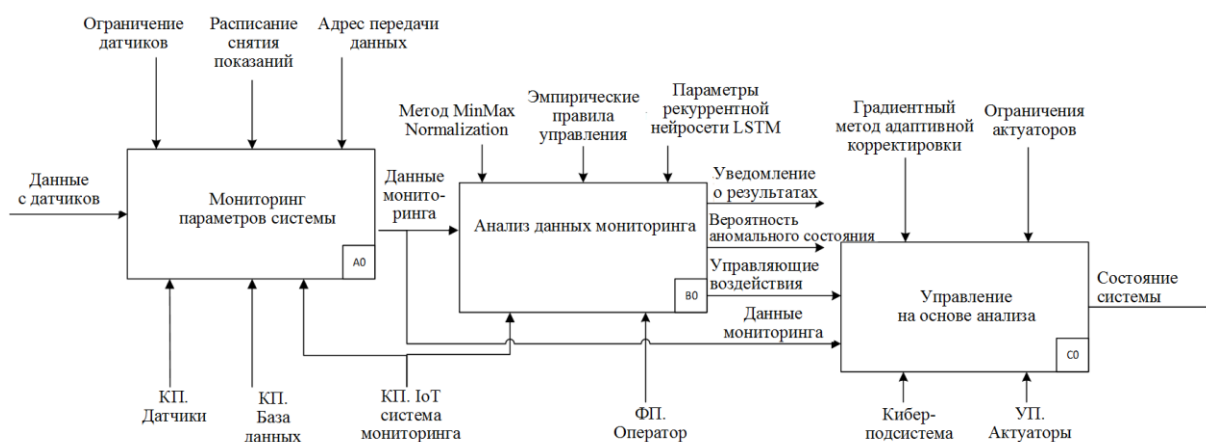 Ограничение
датчиков
Расписание
снятия
показаний
Адрес передачи
данных
Данные
с датчиков
Мониторинг
параметров системы
A0
Данные
монито-
ринга
Метод MinMax
Normalization
Эмпирические
правила
управления
Параметры
рекуррентной
нейросети LSTM
Анализ данных мониторинга
B0
Уведомление
о результатах
Вероятность
аномального состояния
Управляющие
воздействия
Данные
мониторинга
Градиентный
метод адаптивной
корректировки
Ограничения
актуаторов
Управление
на основе анализа
C0
Состояние
системы
КП.
Датчики
КП.
База
данных
КП. IoT
система
мониторинга
ФП.
Оператор
Кибер-
подсистема
УП.
Актуаторы